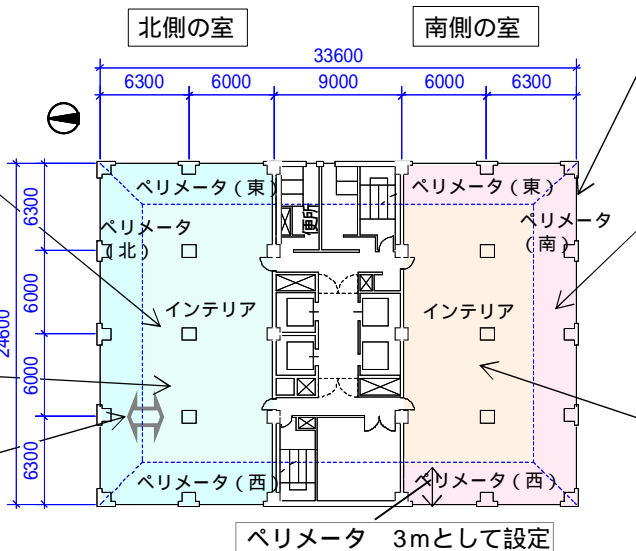 北側の室
南側の室
33600
6300
6000
9000
6000
6300
ペリメータ（東）
ペリメータ（東）
便所
6300
ペリメータ
（北）
ペリメータ
（南）
6000
24600
インテリア
インテリア
6000
6300
ペリメータ（西）
ペリメータ（西）
ペリメータ　3mとして設定